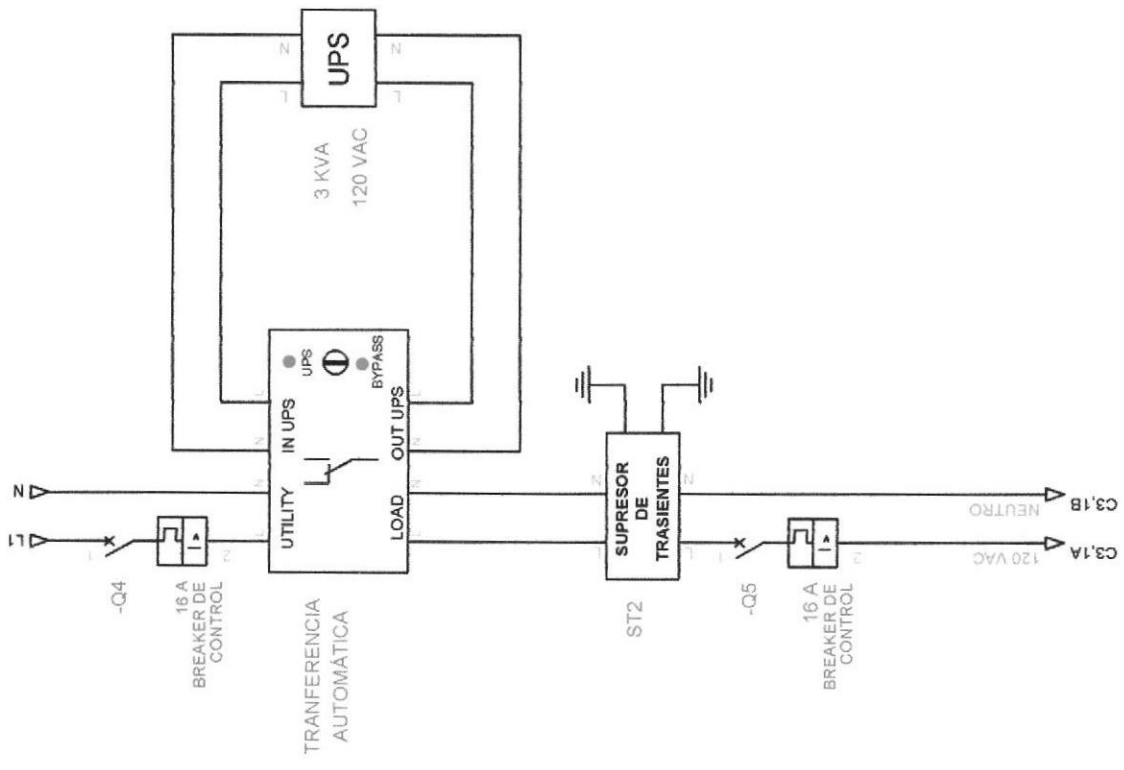 N
L1
1
-Q4
16 A
BREAKER DE
CONTROL
2
L
N
N
L
UTILITY
IN UPS
UPS
BYPASS
LOAD
OUT UPS
L
N
N
L
TRANFERENCIA
AUTOMÁTICA
N
L
UPS
N
L
3 KVA
120 VAC
L
N
SUPRESOR
DE
TRASIENTES
L
N
ST2
1
-Q5
16 A
BREAKER DE
CONTROL
2
NEUTRO
120 VAC
C3,1B
C3,1A